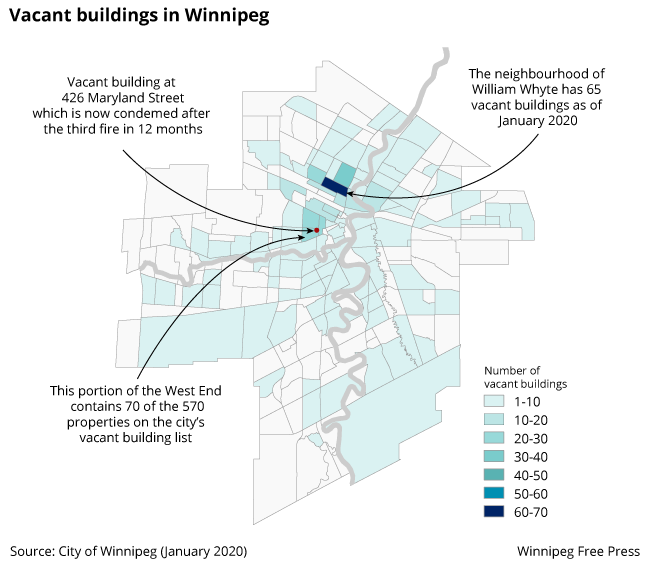 Vacant buildings in Winnipeg
Vacant building at
426 Maryland Street
which is now condemed after
the third fire in 12 months
The neighbourhood of
William Whyte has 65
vacant buildings as of
January 2020
This portion of the West End
contains 70 of the 570
properties on the city's
vacant building list
Number of
vacant buildings
1-10
10-20
20-30
30-40
40-50
50-60
60-70
Source: City of Winnipeg (January 2020)
Winnipeg Free Press